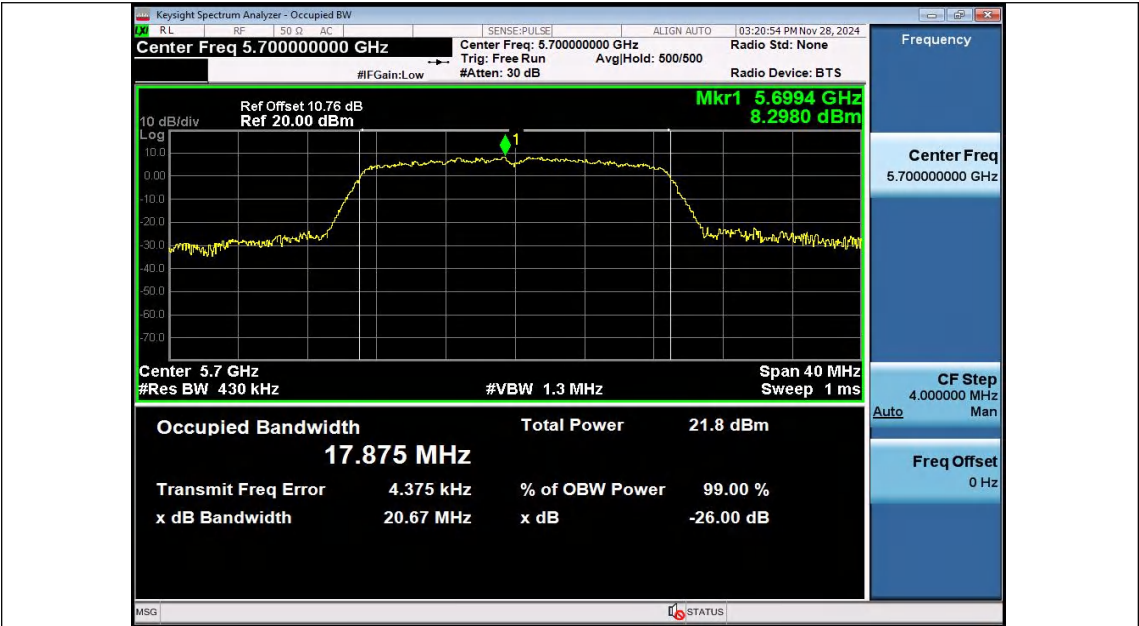 Keysight Spectrum Analyzer - Occupied BW
LXI RL RF 50 Ω AC SENSE:PULSE ALIGN AUTO 03:20:54 PM Nov 28, 2024
Center Freq 5.700000000 GHz
Center Freq: 5.700000000 GHz
Radio Std: None
Trig: Free Run Avg|Hold: 500/500
#IFGain:Low
#Atten: 30 dB
Radio Device: BTS
Mkr1 5.6994 GHz
8.2980 dBm
Ref Offset 10.76 dB
10 dB/div Ref 20.00 dBm
Log
1
10.0
0.00
-10.0
-20.0
-30.0
-40.0
-50.0
-60.0
-70.0
Center 5.7 GHz Span 40 MHz
#Res BW 430 kHz #VBW 1.3 MHz Sweep 1 ms
Occupied Bandwidth Total Power 21.8 dBm
17.875 MHz
Transmit Freq Error 4.375 kHz % of OBW Power 99.00 %
x dB Bandwidth 20.67 MHz x dB -26.00 dB
MSG STATUS
Frequency
Center Freq
5.700000000 GHz
CF Step
4.000000 MHz
Auto Man
Freq Offset
0 Hz